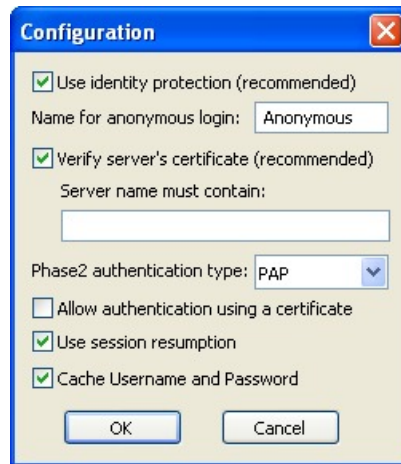 Configuration
Use identity protection (recommended)
Name for anonymous login: Anonymous
Verify server's certificate (recommended)
Server name must contain:
Phase2 authentication type: PAP
Allow authentication using a certificate
Use session resumption
Cache Username and Password
OK Cancel